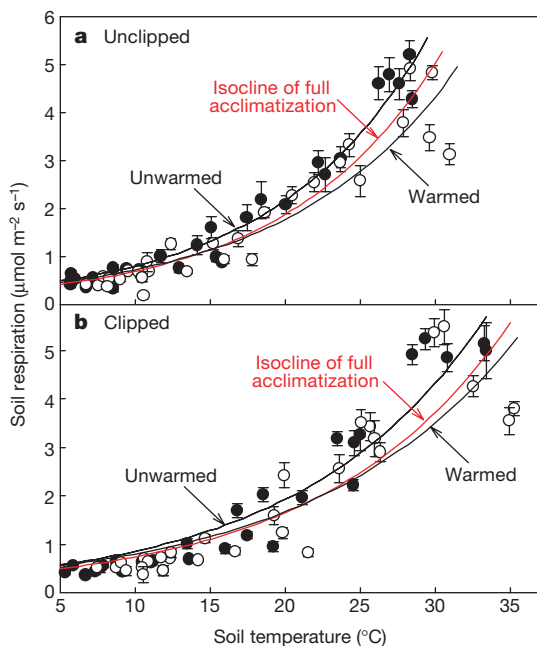 6
a Unclipped
5
Isocline of full
acclimatization
4
3
Unwarmed
2
Warmed
1
0
b Clipped
5
Isocline of full
acclimatization
4
3
Unwarmed
Warmed
2
1
0
5 10 15 20 25 30 35
Soil respiration (μmol m⁻² s⁻¹)
Soil temperature (°C)